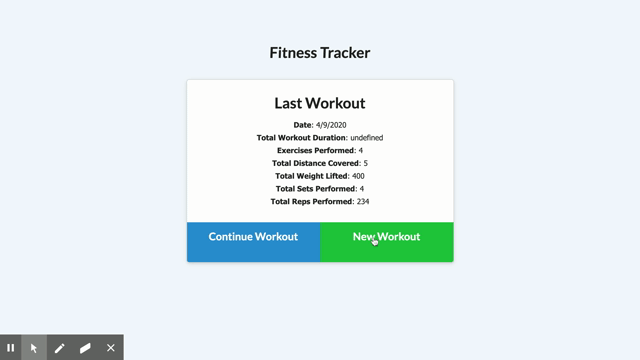 Fitness Tracker
Last Workout
Date: 4/9/2020
Total Workout Duration: undefined
Exercises Performed: 4
Total Distance Covered: 5
Total Weight Lifted: 400
Total Sets Performed: 4
Total Reps Performed: 234
Continue Workout
New Workout